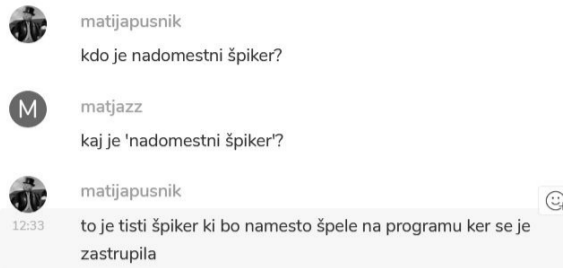 matijapusnik
kdo je nadomestni špiker?
M
matjazz
kaj je 'nadomestni špiker'?
matijapusnik
12:33
to je tisti špiker ki bo namesto špele na programu ker se je
zastrupila